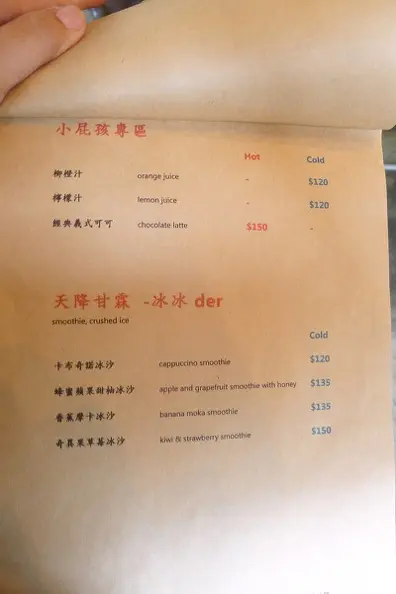 小屁孩專區
Hot Cold
柳橙汁 orange juice - $120
檸檬汁 lemon juice - $120
經典義式可可 chocolate latte $150 -
天降甘霖 -冰冰 der
smoothie, crushed ice
Cold
卡布奇諾冰沙 cappuccino smoothie $120
蜂蜜蘋果甜柚冰沙 apple and grapefruit smoothie with honey $135
香蕉摩卡冰沙 banana moka smoothie $135
奇異果草莓冰沙 kiwi & strawberry smoothie $150